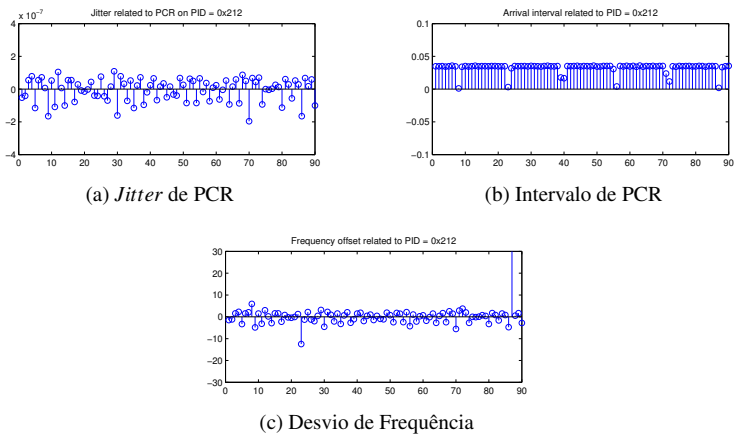 Jitter related to PCR on PID = 0x212
x 10⁻⁷
4
2
0
−2
−4
0 10 20 30 40 50 60 70 80 90
(a) Jitter de PCR
Arrival interval related to PID = 0x212
0.1
0.05
0
−0.05
−0.1
0 10 20 30 40 50 60 70 80 90
(b) Intervalo de PCR
Frequency offset related to PID = 0x212
30
20
10
0
−10
−20
−30
0 10 20 30 40 50 60 70 80 90
(c) Desvio de Frequência